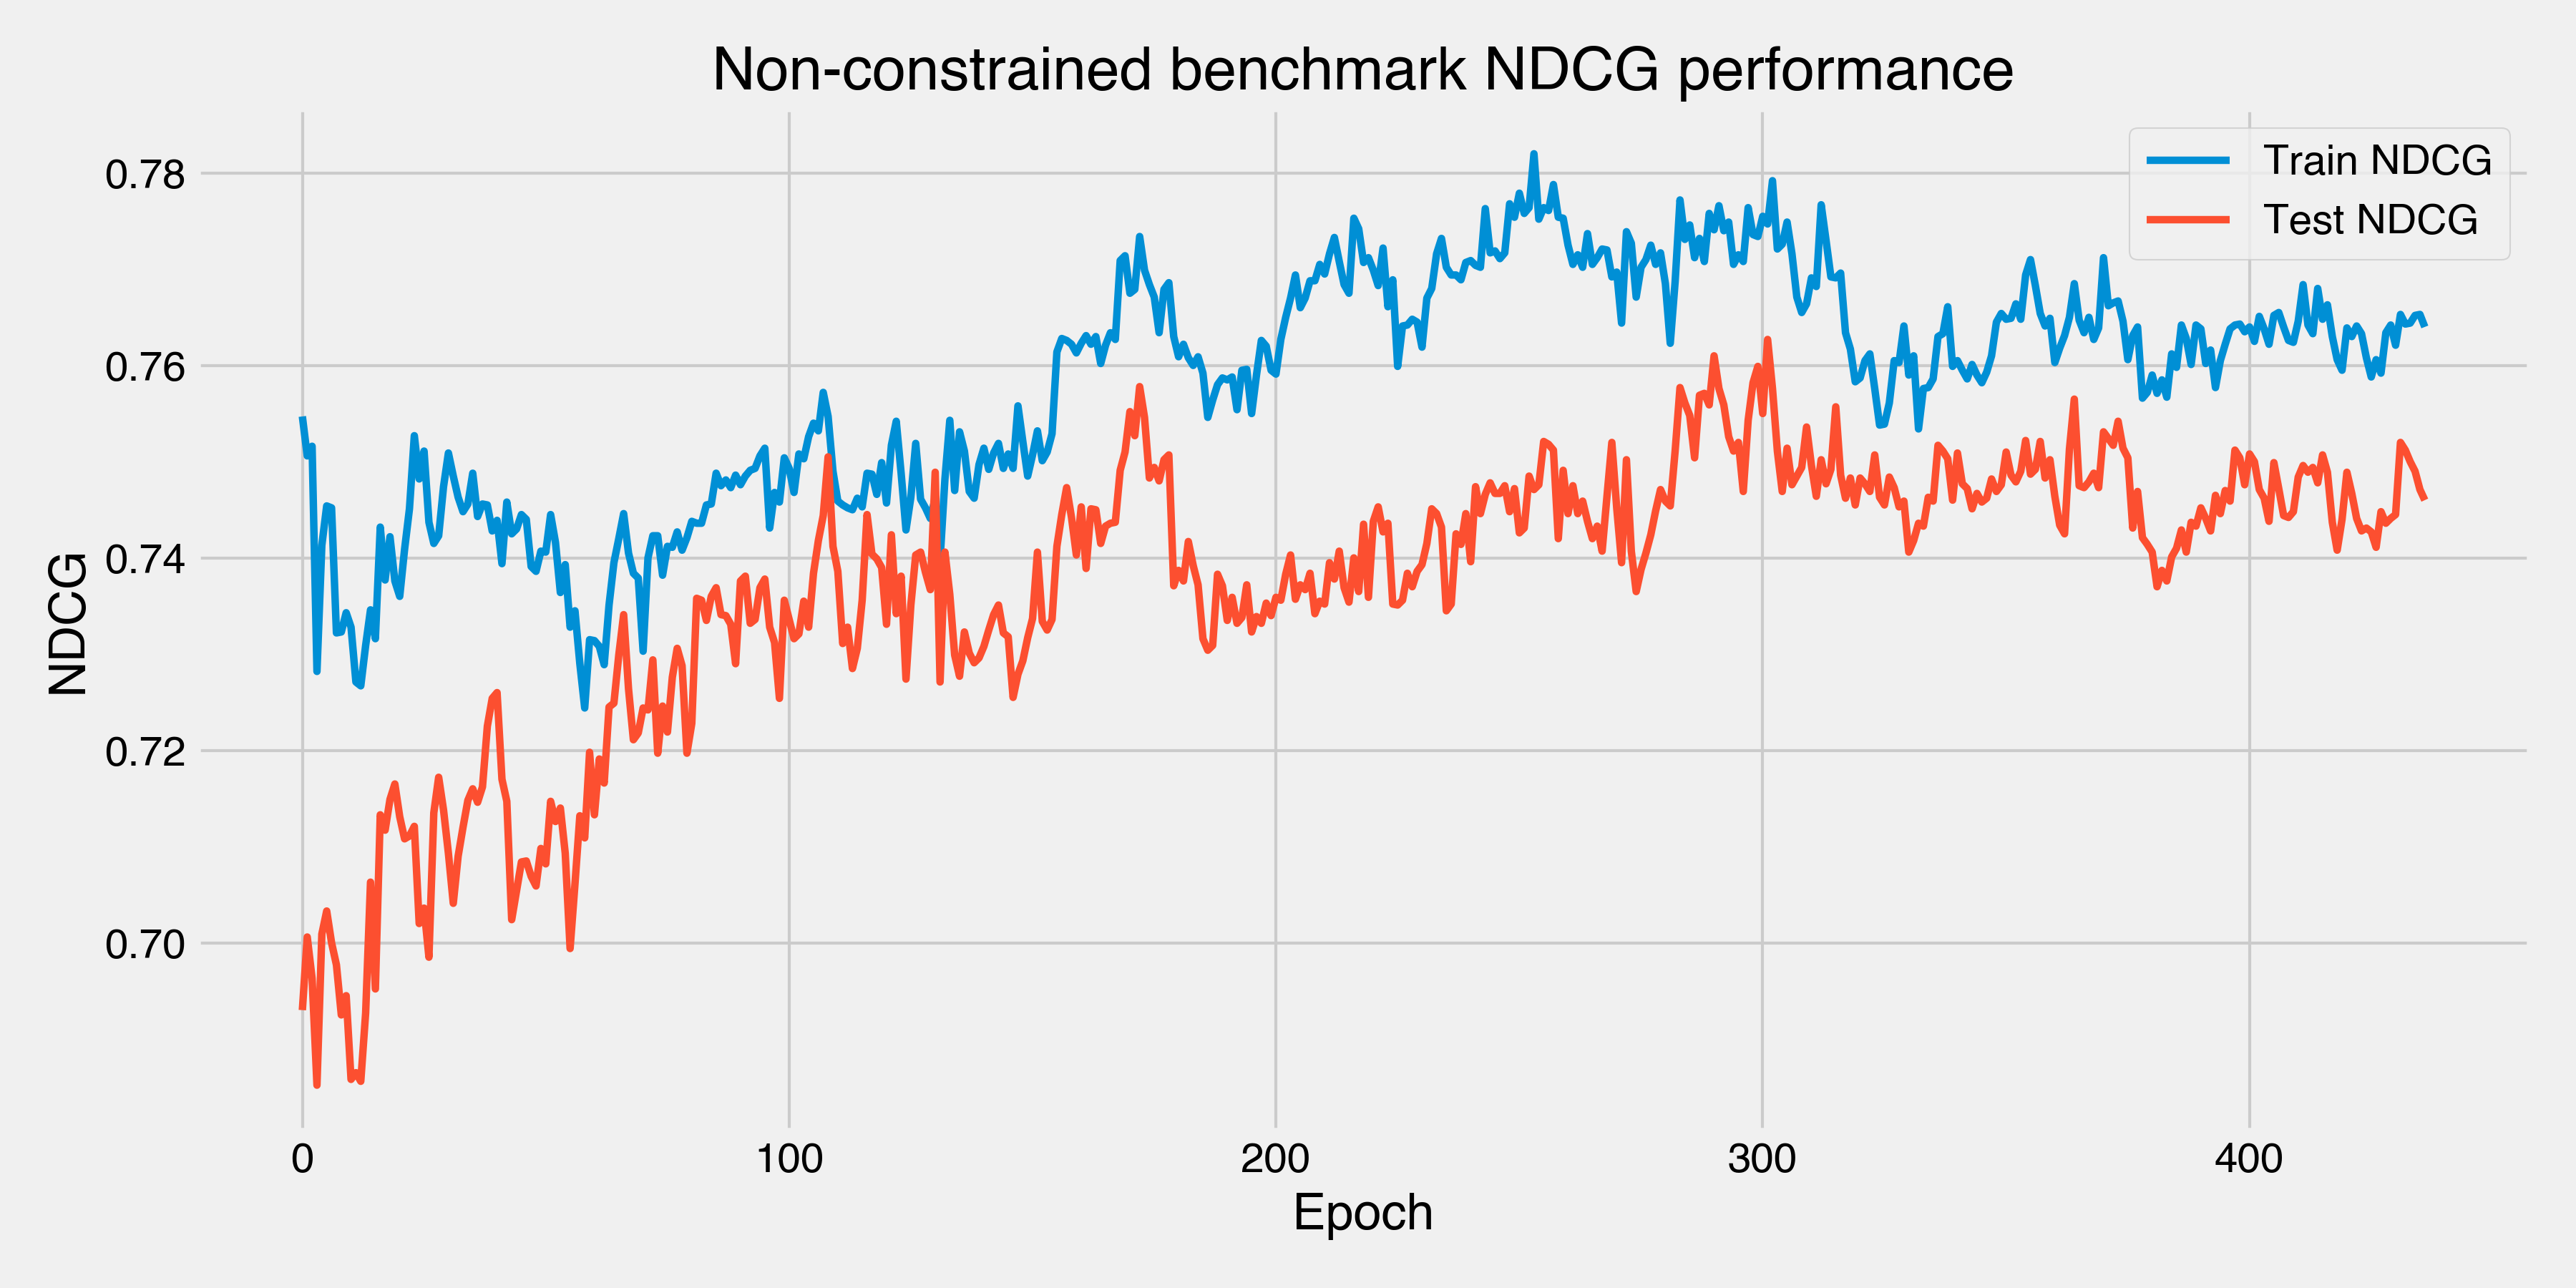 Non-constrained benchmark NDCG performance
Train NDCG
Test NDCG
0.78
0.76
0.74
0.72
0.70
NDCG
0
100
200
300
400
Epoch